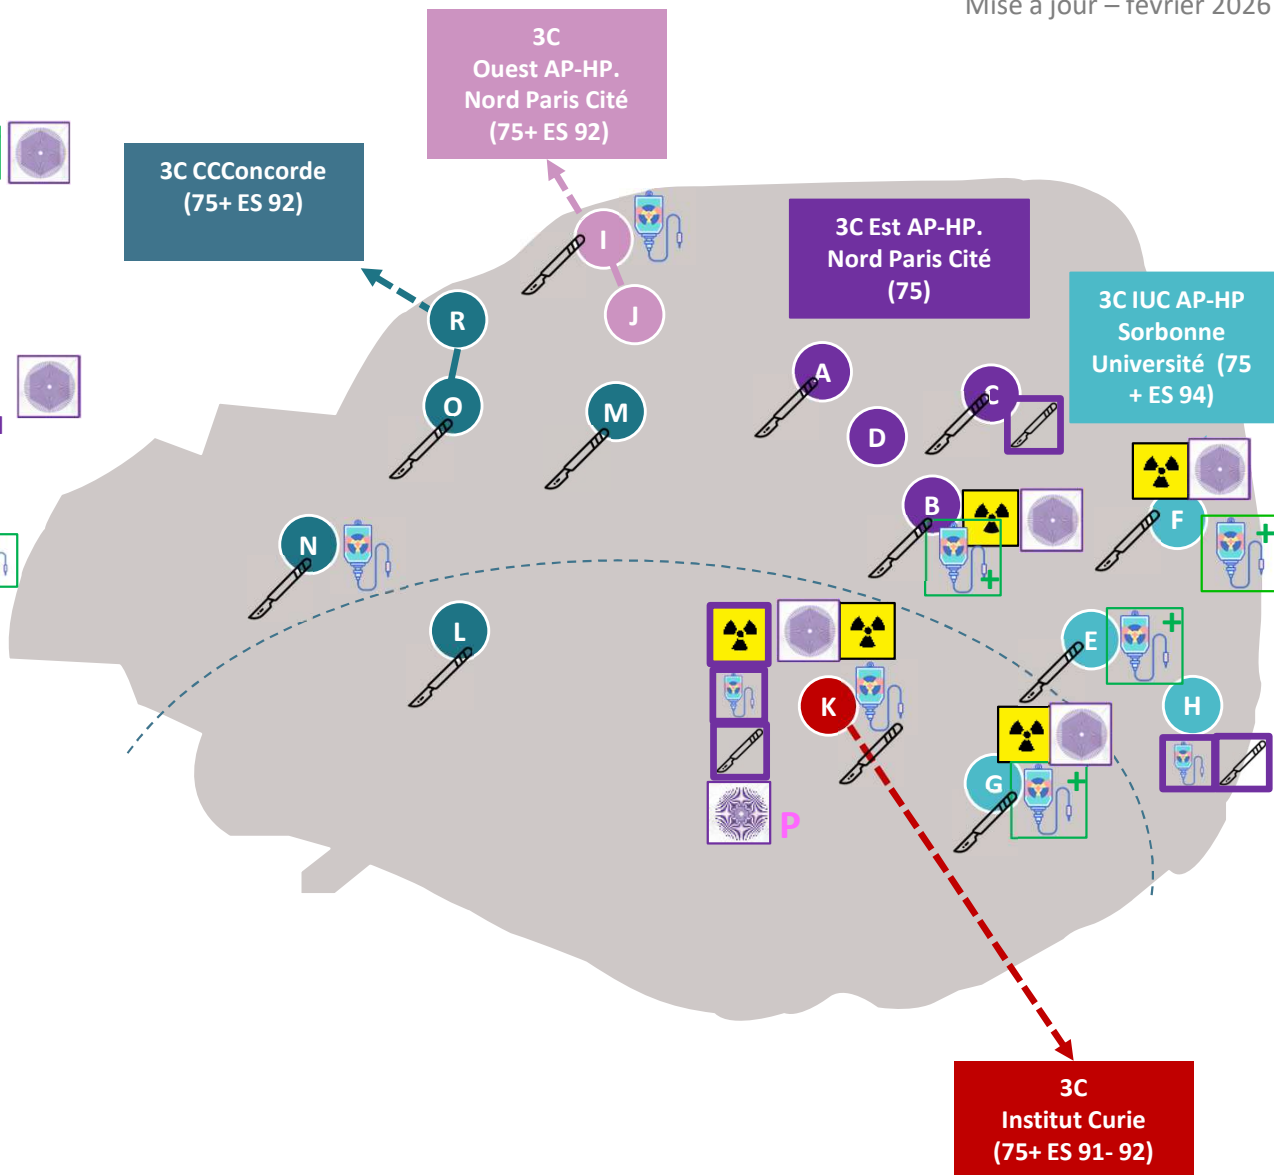 Mise à jour – février 2026
3C
Ouest AP-HP.
Nord Paris Cité
(75+ ES 92)
3C CCConcorde
(75+ ES 92)
3C Est AP-HP.
Nord Paris Cité
(75)
3C IUC AP-HP
Sorbonne
Université (75
+ ES 94)
I
R
J
A
C
O
M
D
B
F
+
N
+
L
E
+
K
H
G
+
P
3C
Institut Curie
(75+ ES 91- 92)